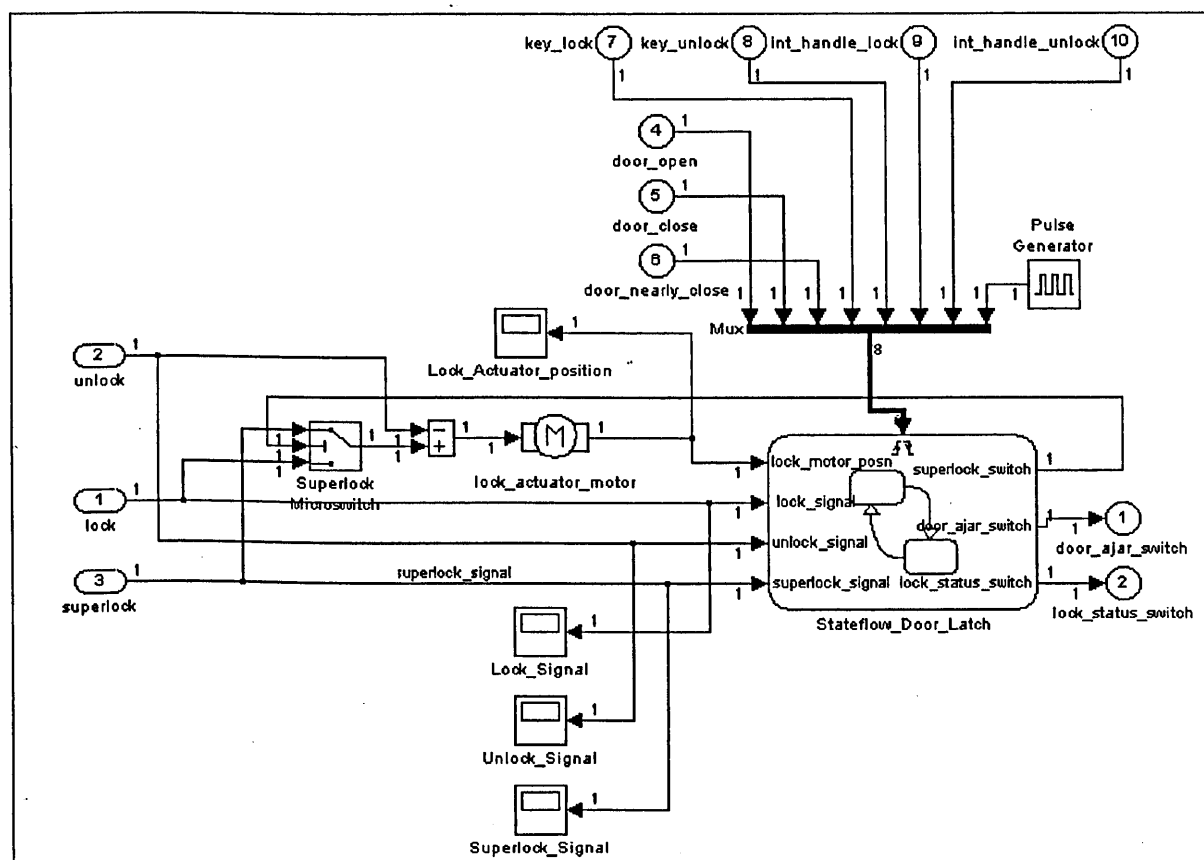 key_lock 7 key_unlock 8 int_handle_lock 9 int_handle_unlock 10
1 1 1 1
4 1
door_open
5 1
door_close
6 1
door_nearly_close
Pulse
Generator
1
1 1 1 1 1 1 1 1
Mux
8
1
Lock_Actuator_position
2 1
unlock
1 1 1 1
− +
1 1
M
1
lock_actuator_motor
Superlock
Microswitch
1 1
lock
3 1
superlock
superlock_signal
1 lock_motor_posn
1 lock_signal
1 unlock_signal
1 superlock_signal
superlock_switch 1
door_ajar_switch 1
lock_status_switch 1
Stateflow_Door_Latch
1 1
door_ajar_switch
1 2
lock_status_switch
1
Lock_Signal
1
Unlock_Signal
1
Superlock_Signal